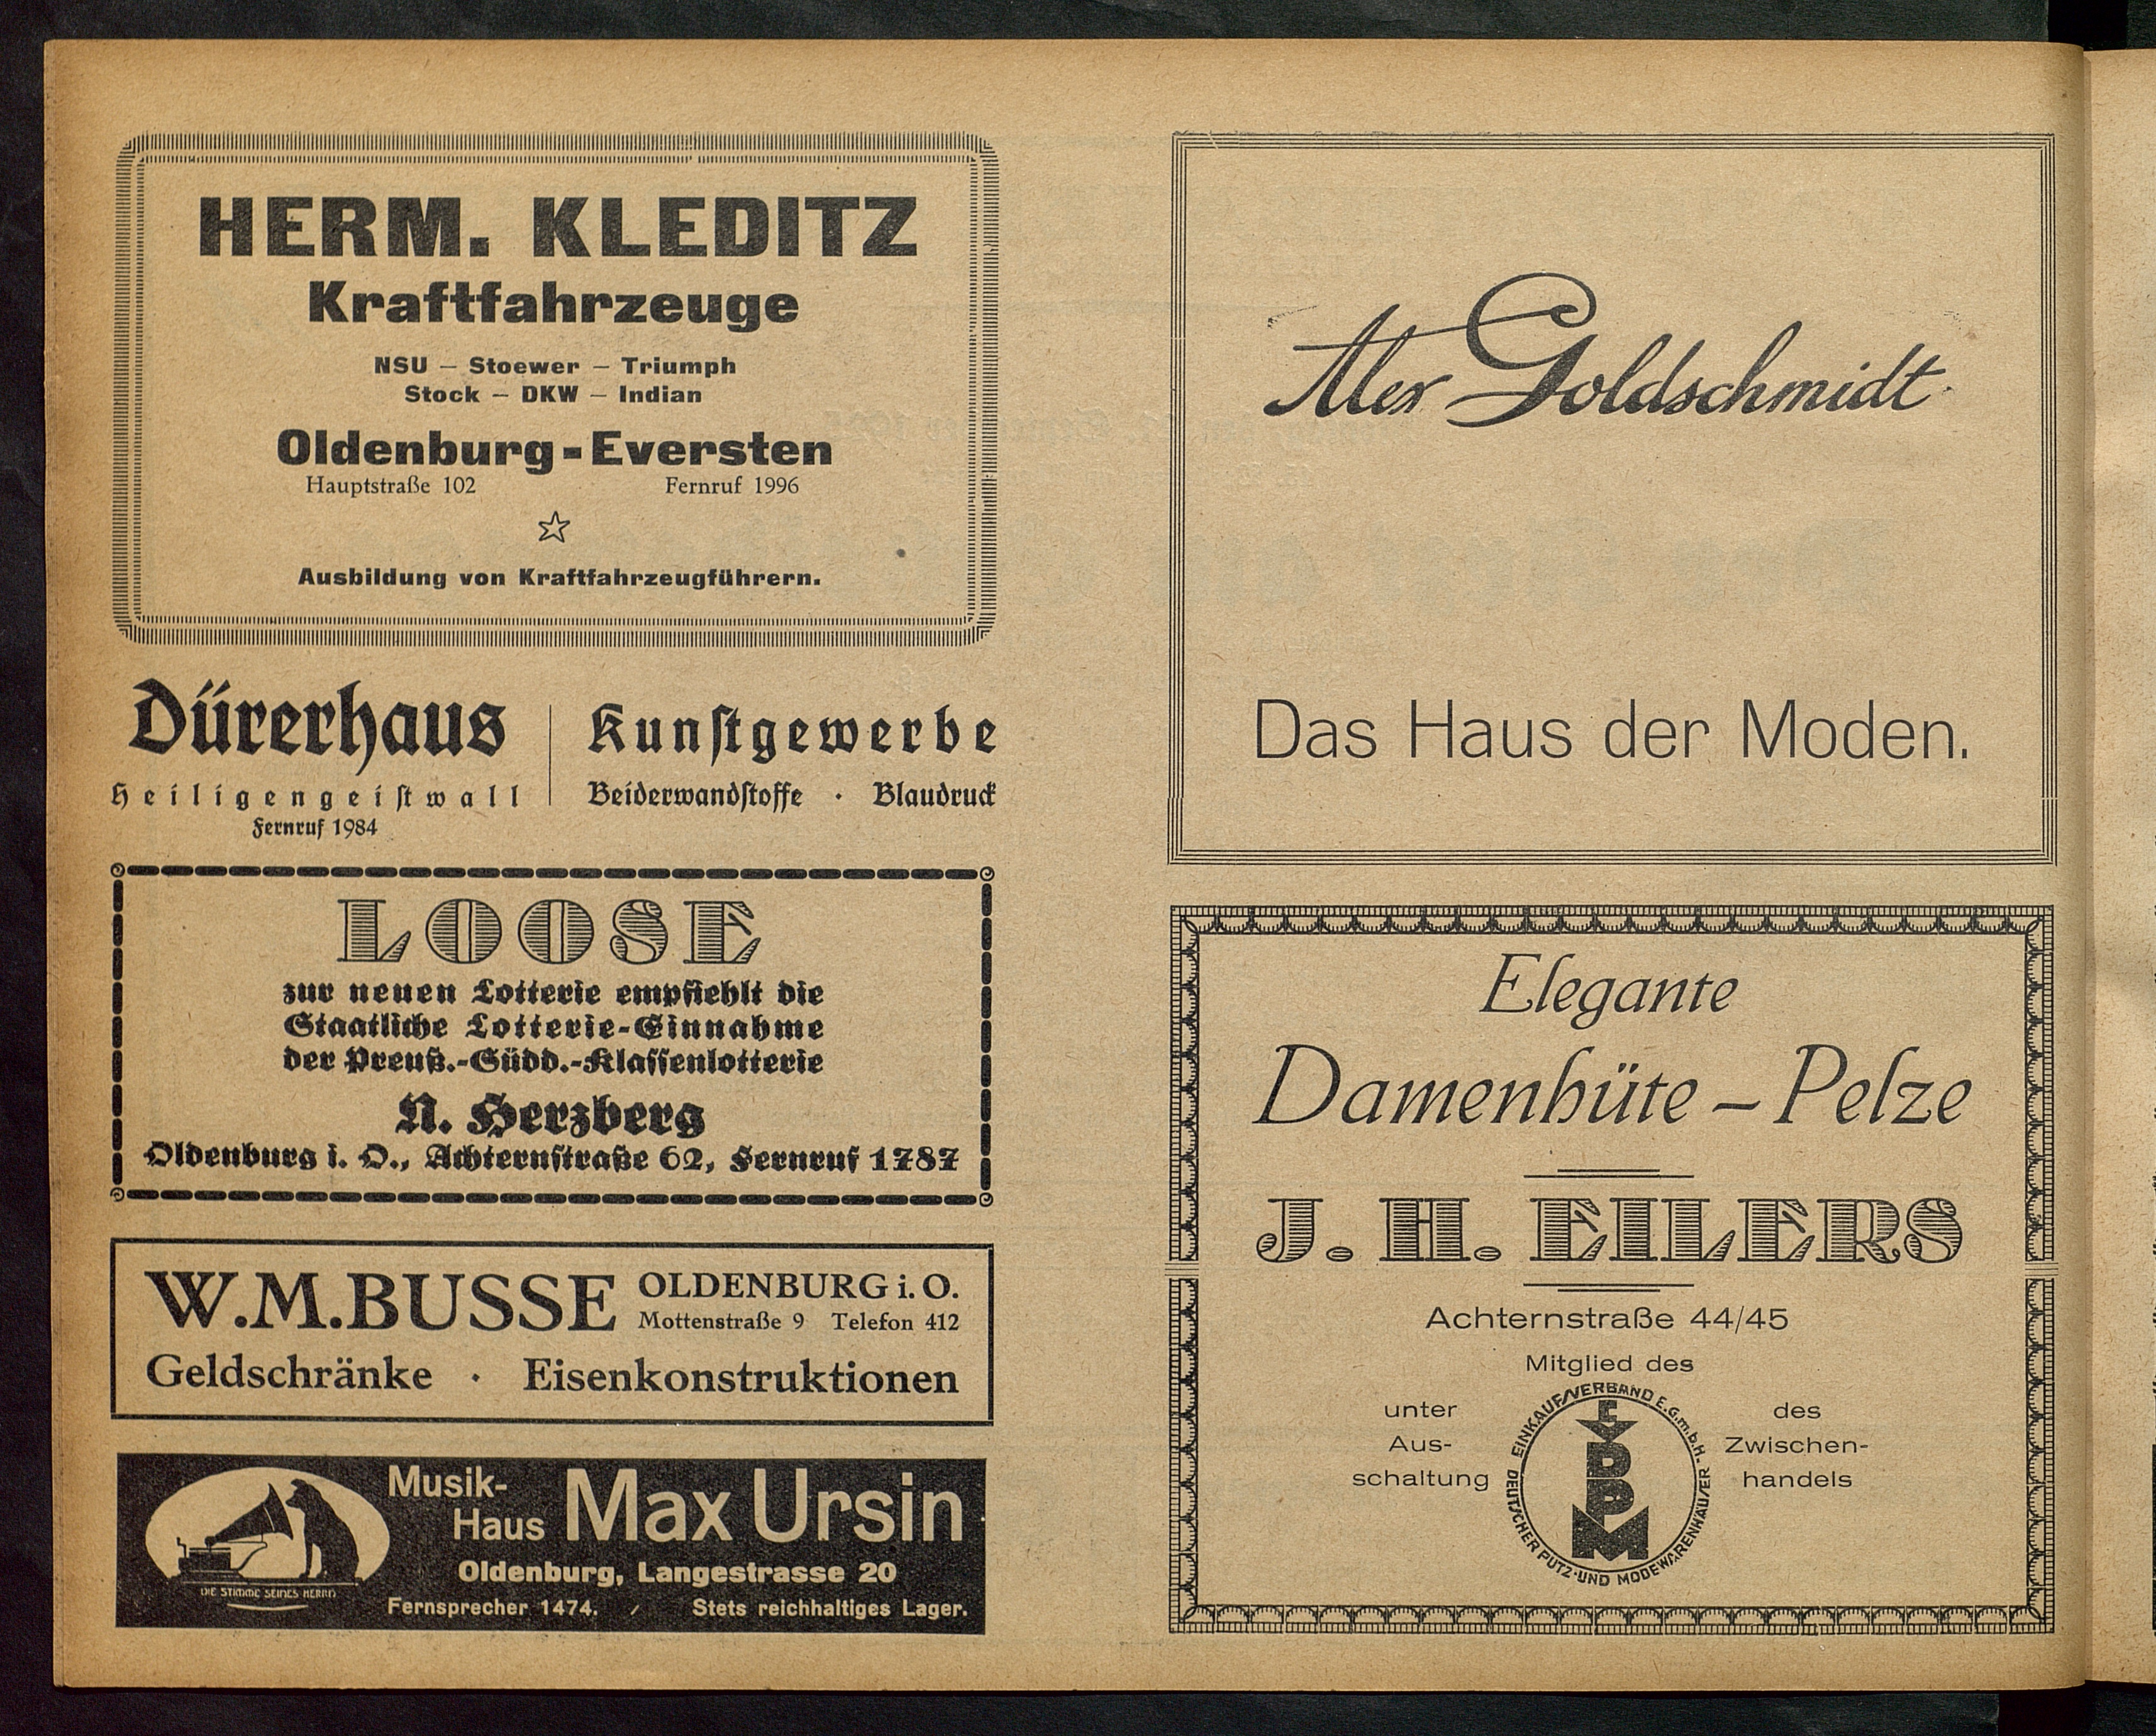 HERM. KLEDITZ
Kraftfahrzeuge
NSU – Stoewer – Triumph
Stock – DKW – Indian
Oldenburg-Eversten
Hauptstraße 102 Fernruf 1996
Ausbildung von Kraftfahrzeugführern.
Dürerhaus
Heiligengeistwall
Fernruf 1984
Kunstgewerbe
Beiderwandstoffe · Blaudruck
LOOSE
zur neuen Lotterie empfiehlt die
Staatliche Lotterie-Einnahme
der Preuß.-Südd.-Klassenlotterie
N. Herzberg
Oldenburg i. O., Achternstraße 62, Fernruf 1787
W.M.BUSSE OLDENBURG i. O.
Mottenstraße 9 Telefon 412
Geldschränke · Eisenkonstruktionen
Musik-
Haus Max Ursin
Oldenburg, Langestrasse 20
DIE STIMME SEINES HERRN
Fernsprecher 1474. / Stets reichhaltiges Lager.
Alex Goldschmidt
Das Haus der Moden.
Elegante
Damenhüte – Pelze
J. H. EILERS
Achternstraße 44/45
Mitglied des
unter
Aus-
schaltung
EINKAUFSVERBAND E.G.m.b.H.
DEUTSCHER PUTZ-UND MODEWARENHÄUSER
EVDPM
des
Zwischen-
handels